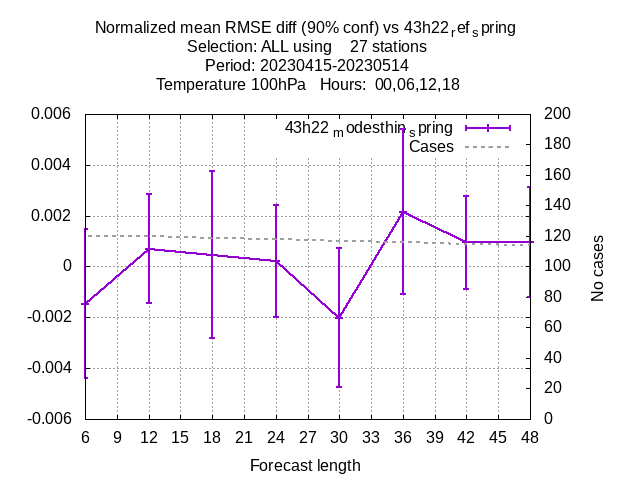 Normalized mean RMSE diff (90% conf) vs 43h22refspring
Selection: ALL using 27 stations
Period: 20230415-20230514
Temperature 100hPa Hours: 00,06,12,18
43h22modesthinspring
Cases
0.006
0.004
0.002
0
-0.002
-0.004
-0.006
200
180
160
140
120
100
80
60
40
20
0
No cases
6 9 12 15 18 21 24 27 30 33 36 39 42 45 48
Forecast length